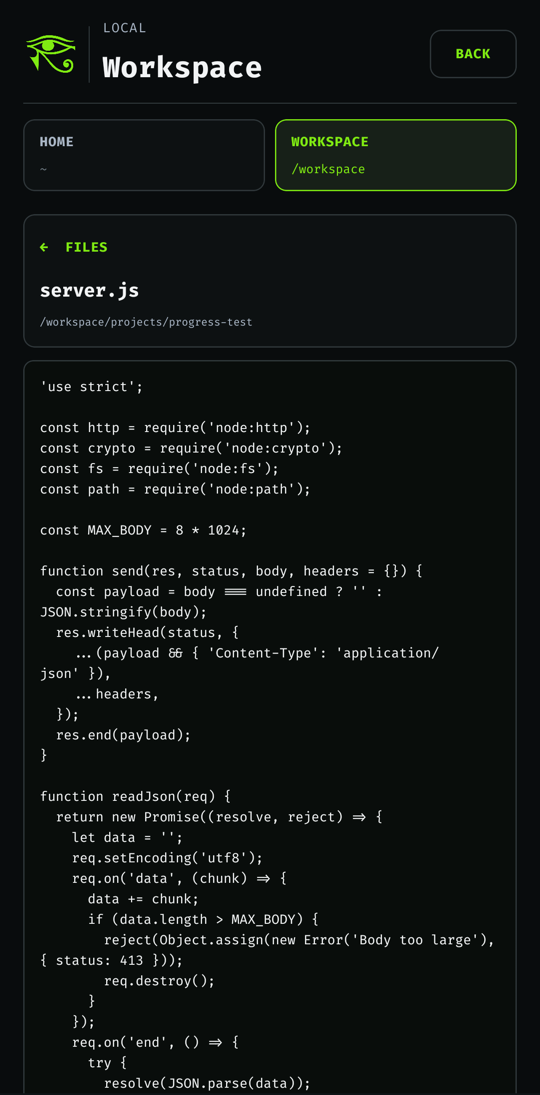 LOCAL
Workspace
BACK
HOME
~
WORKSPACE
/workspace
← FILES
server.js
/workspace/projects/progress-test
'use strict';
const http = require('node:http');
const crypto = require('node:crypto');
const fs = require('node:fs');
const path = require('node:path');
const MAX_BODY = 8 * 1024;
function send(res, status, body, headers = {}) {
  const payload = body === undefined ? '' :
JSON.stringify(body);
  res.writeHead(status, {
    ...(payload && { 'Content-Type': 'application/
json' }),
    ...headers,
  });
  res.end(payload);
}
function readJson(req) {
  return new Promise((resolve, reject) => {
    let data = '';
    req.setEncoding('utf8');
    req.on('data', (chunk) => {
      data += chunk;
      if (data.length > MAX_BODY) {
        reject(Object.assign(new Error('Body too large'),
{ status: 413 }));
        req.destroy();
      }
    });
    req.on('end', () => {
      try {
        resolve(JSON.parse(data));